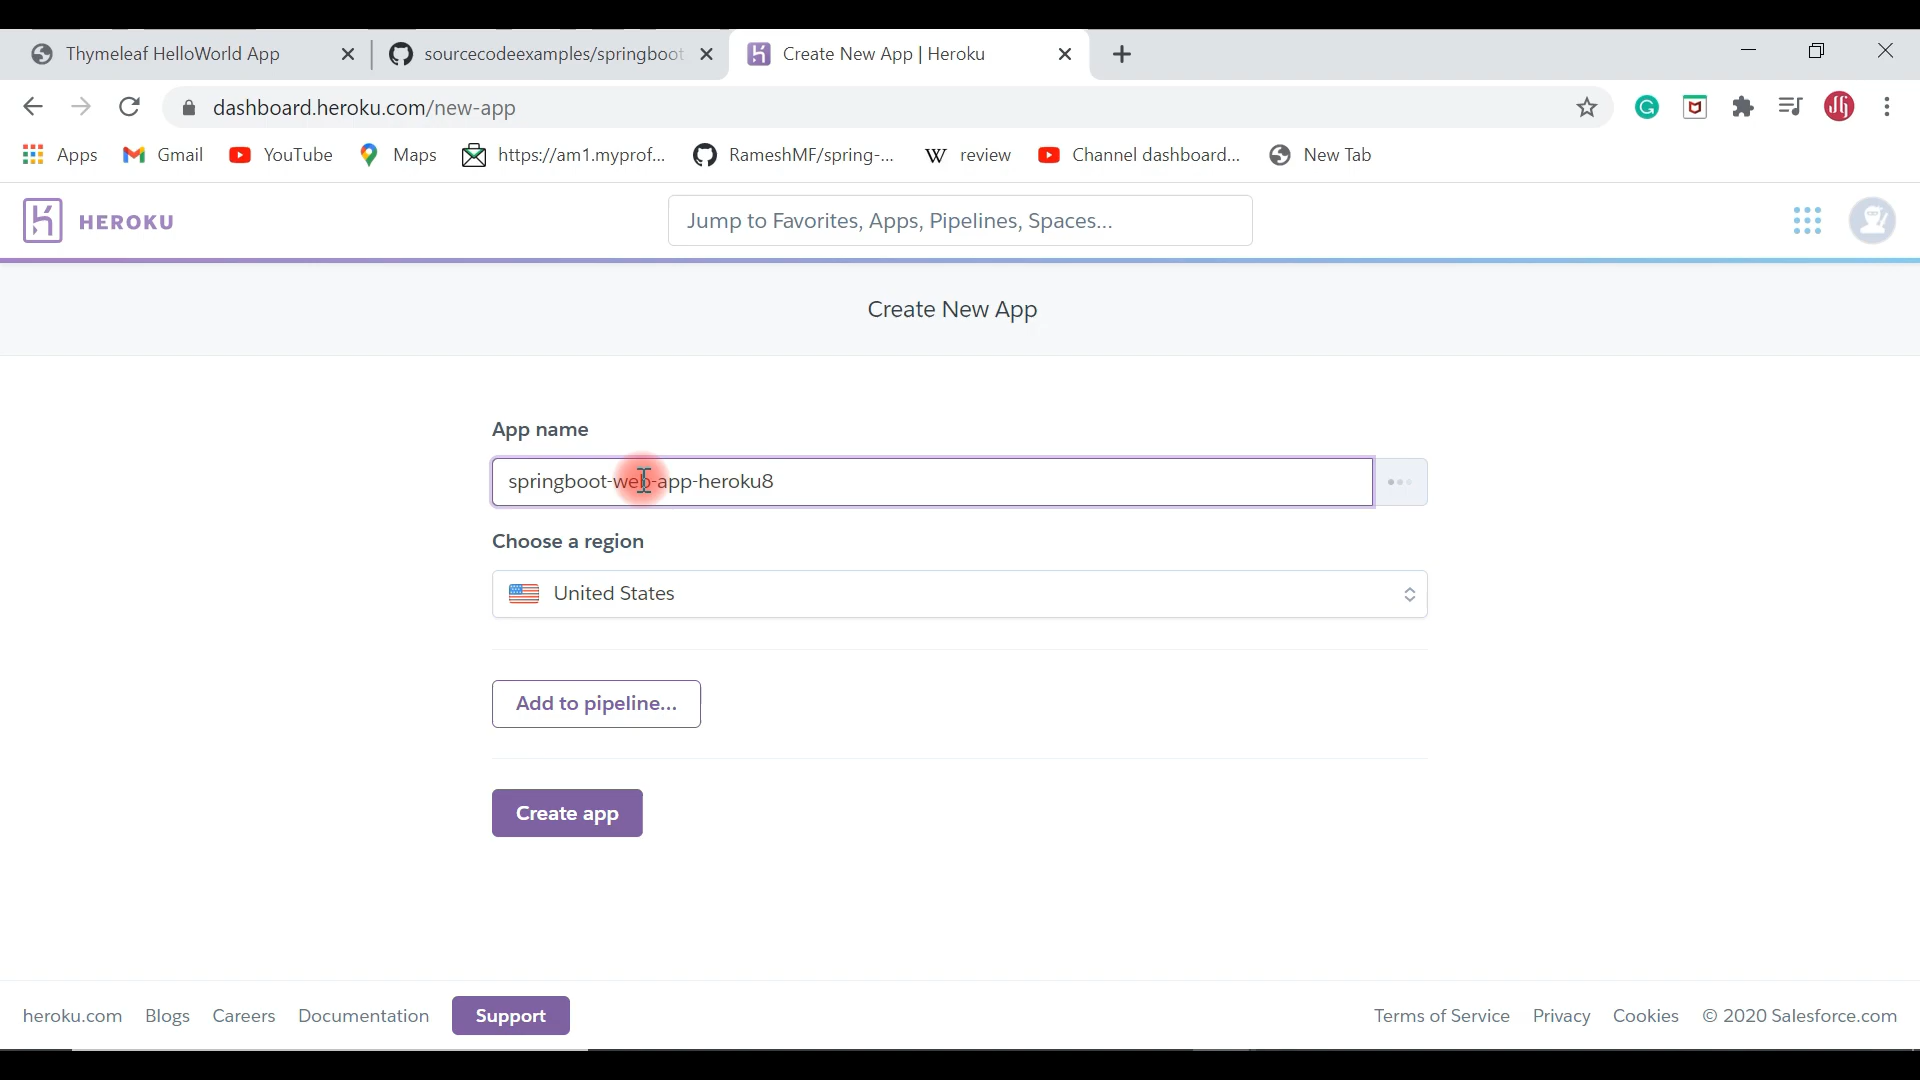 Thymeleaf HelloWorld App
sourcecodeexamples/springboot
Create New App | Heroku
dashboard.heroku.com/new-app
Apps
Gmail
YouTube
Maps
https://am1.myprof...
RameshMF/spring-...
W review
Channel dashboard...
New Tab
HEROKU
Jump to Favorites, Apps, Pipelines, Spaces...
Create New App
App name
springboot-web-app-heroku8
Choose a region
United States
Add to pipeline...
Create app
heroku.com
Blogs
Careers
Documentation
Support
Terms of Service
Privacy
Cookies
© 2020 Salesforce.com